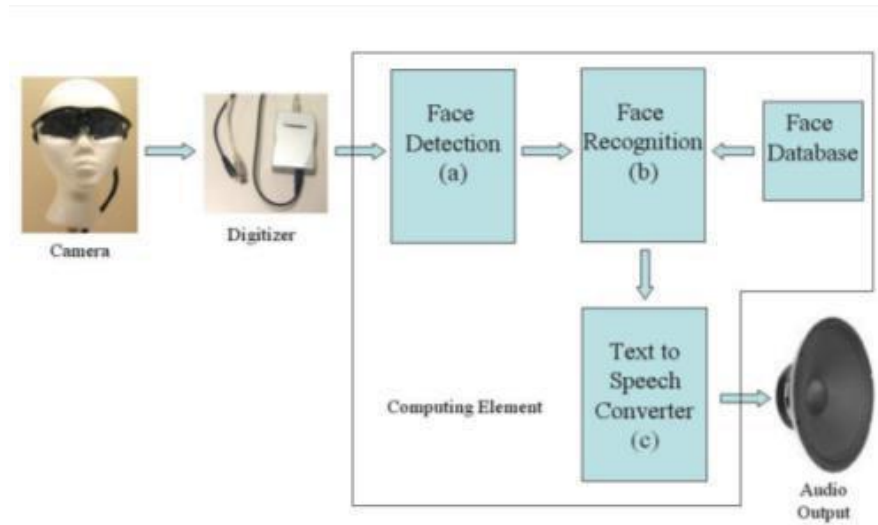 Camera
Digitizer
Face
Detection
(a)
Face
Recognition
(b)
Face
Database
Text to
Speech
Converter
(c)
Computing Element
Audio
Output